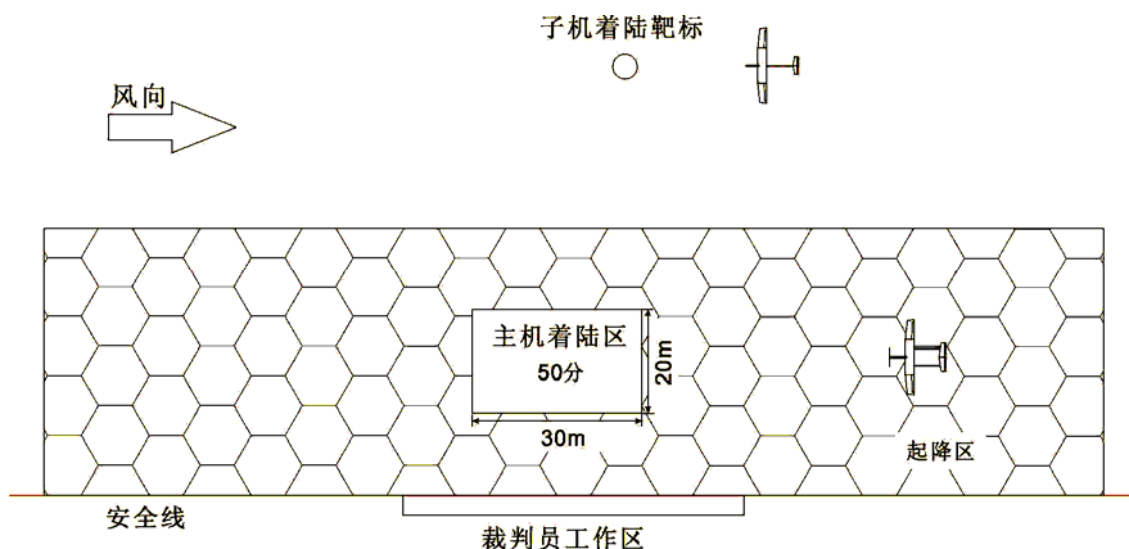 子机着陆靶标
风向
主机着陆区
50分
20m
30m
起降区
安全线
裁判员工作区